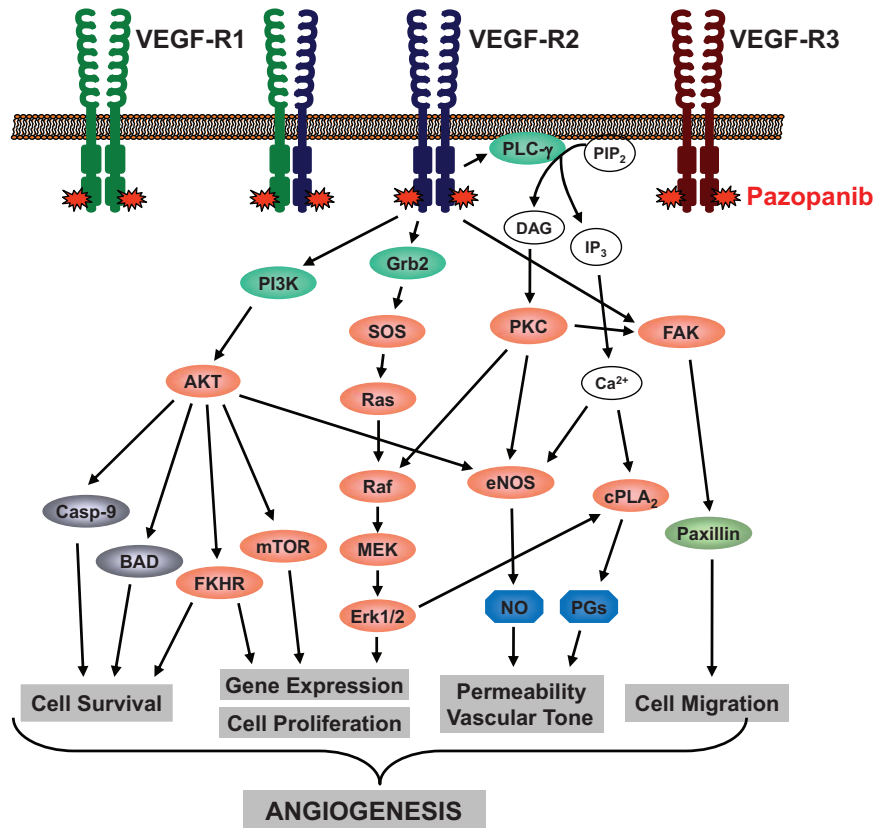 VEGF-R1
VEGF-R2
VEGF-R3
PLC-γ
PIP₂
Pazopanib
DAG
IP₃
Grb2
PI3K
SOS
PKC
FAK
AKT
Ras
Ca²⁺
Raf
eNOS
cPLA₂
Casp-9
Paxillin
mTOR
MEK
BAD
FKHR
Erk1/2
NO
PGs
Cell Survival
Gene Expression
Cell Proliferation
Permeability
Vascular Tone
Cell Migration
ANGIOGENESIS